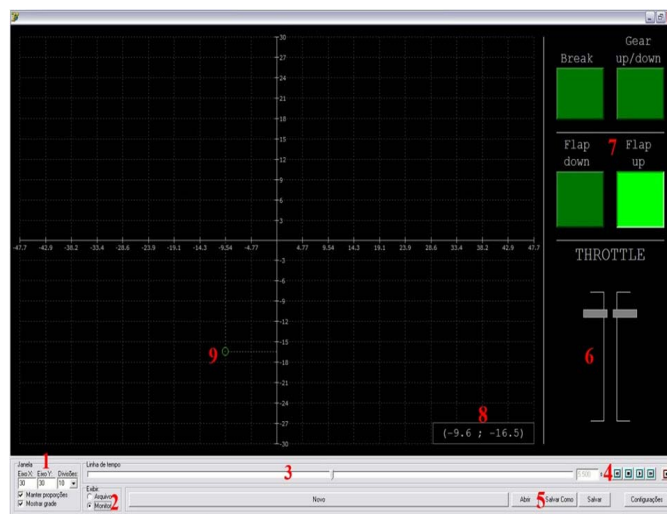 30
27
24
21
18
15
12
9
6
3
-47.7 -42.9 -38.2 -33.4 -28.6 -23.9 -19.1 -14.3 -9.54 -4.77 4.77 9.54 14.3 19.1 23.9 28.6 33.4 38.2 42.9 47.7
-3
-6
-9
-12
-15
-18
-21
-24
-27
-30
9
8
(-9.6 ; -16.5)
Break
Gear
up/down
7
Flap
down
Flap
up
THROTTLE
6
1
Janela
Eixo X: Eixo Y: Divisões:
30 30 10
Manter proporções
Mostrar grade
Linha de tempo
3
4
Exibir:
Arquivo
Monitor
2
Novo
Abrir
5
Salvar Como
Salvar
Configurações